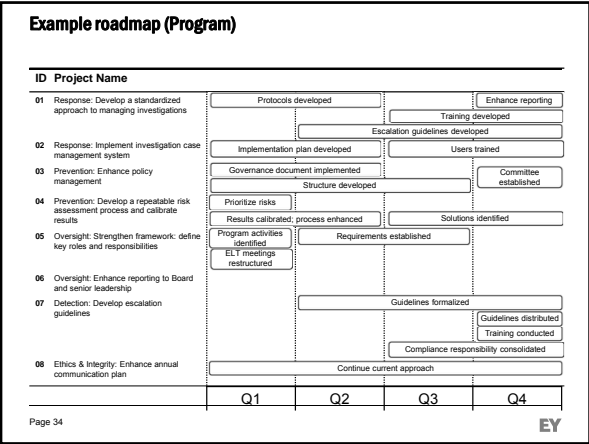 Example roadmap (Program)
ID Project Name
01 Response: Develop a standardized
approach to managing investigations
Protocols developed
Enhance reporting
Training developed
Escalation guidelines developed
02 Response: Implement investigation case
management system
Implementation plan developed
Users trained
03 Prevention: Enhance policy
management
Governance document implemented
Committee
established
Structure developed
04 Prevention: Develop a repeatable risk
assessment process and calibrate
results
Prioritize risks
Results calibrated; process enhanced
Solutions identified
05 Oversight: Strengthen framework: define
key roles and responsibilities
Program activities
identified
Requirements established
ELT meetings
restructured
06 Oversight: Enhance reporting to Board
and senior leadership
07 Detection: Develop escalation
guidelines
Guidelines formalized
Guidelines distributed
Training conducted
Compliance responsibility consolidated
08 Ethics & Integrity: Enhance annual
communication plan
Continue current approach
Q1 Q2 Q3 Q4
Page 34
EY